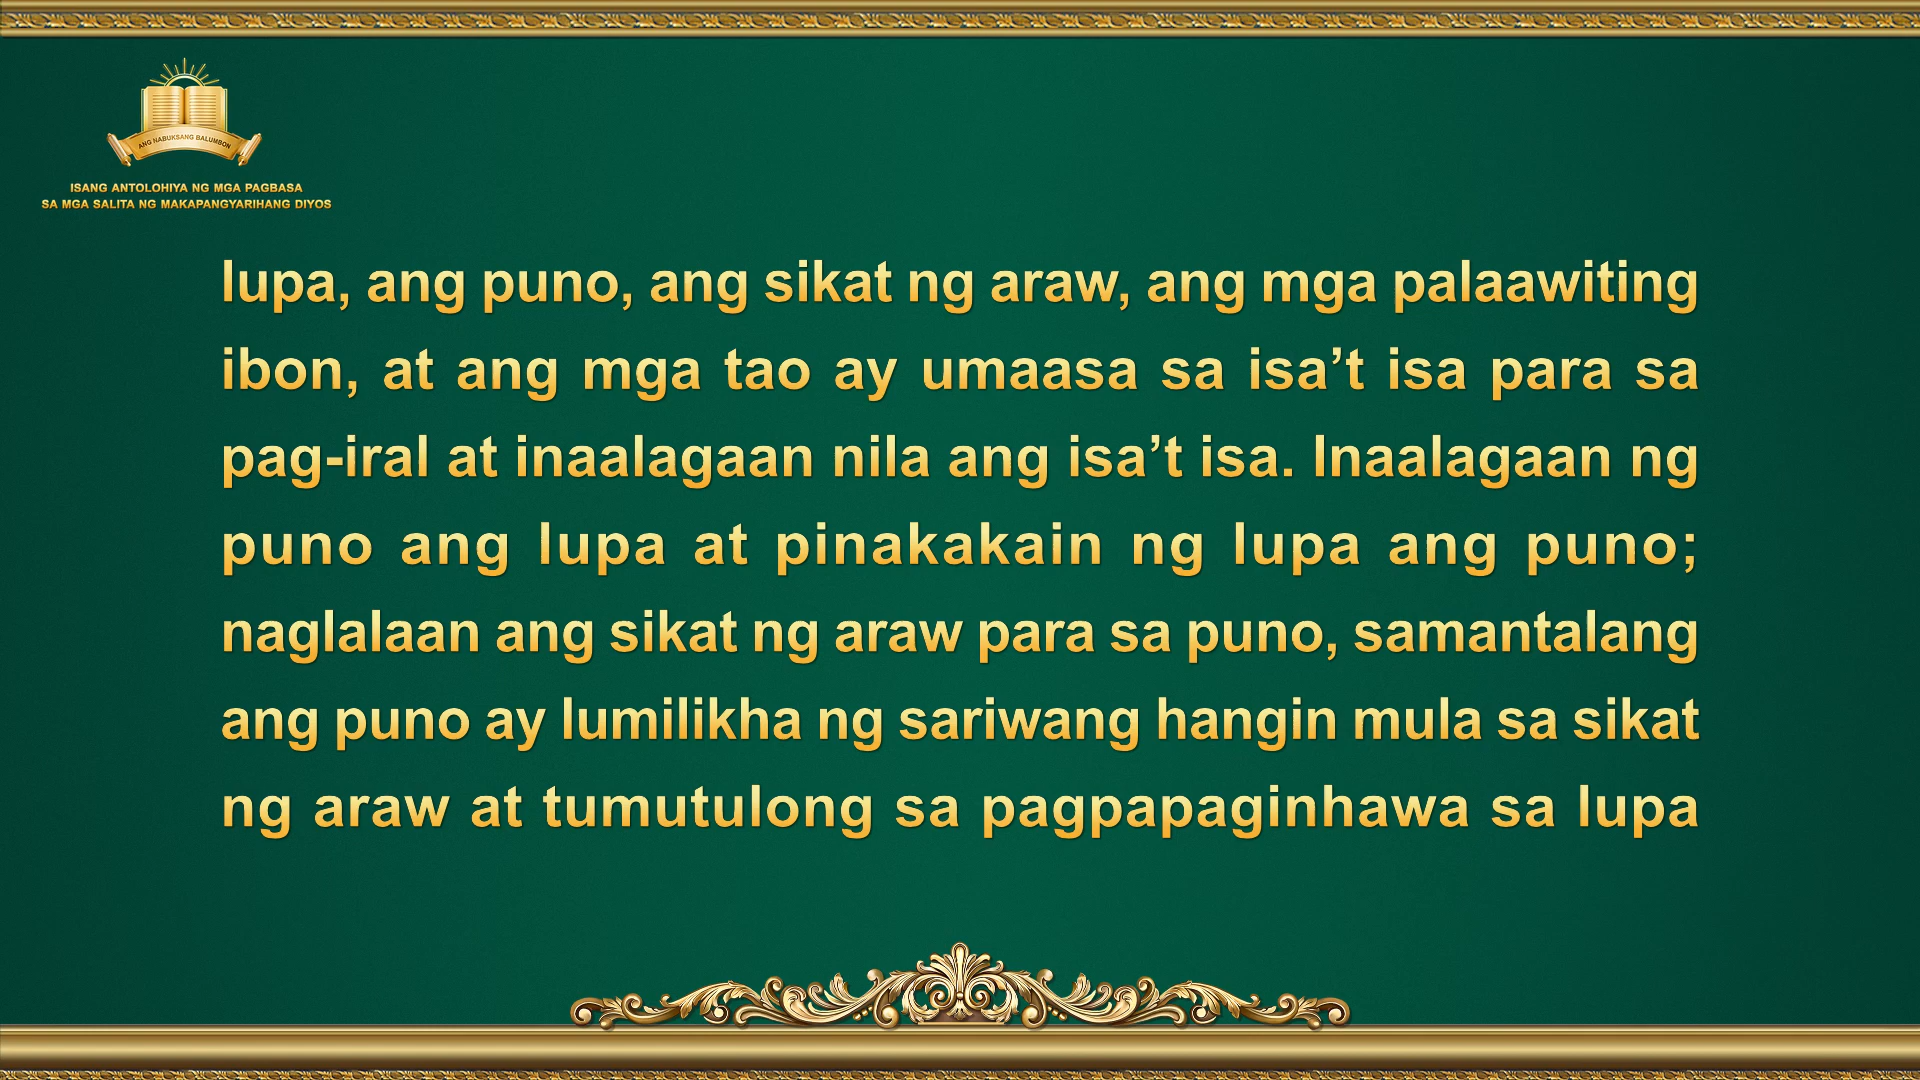 ANG NABUKSANG BALUMBON
ISANG ANTOLOHIYA NG MGA PAGBASA
SA MGA SALITA NG MAKAPANGYARIHANG DIYOS
lupa, ang puno, ang sikat ng araw, ang mga palaawiting
ibon, at ang mga tao ay umaasa sa isa’t isa para sa
pag-iral at inaalagaan nila ang isa’t isa. Inaalagaan ng
puno ang lupa at pinakakain ng lupa ang puno;
naglalaan ang sikat ng araw para sa puno, samantalang
ang puno ay lumilikha ng sariwang hangin mula sa sikat
ng araw at tumutulong sa pagpapaginhawa sa lupa